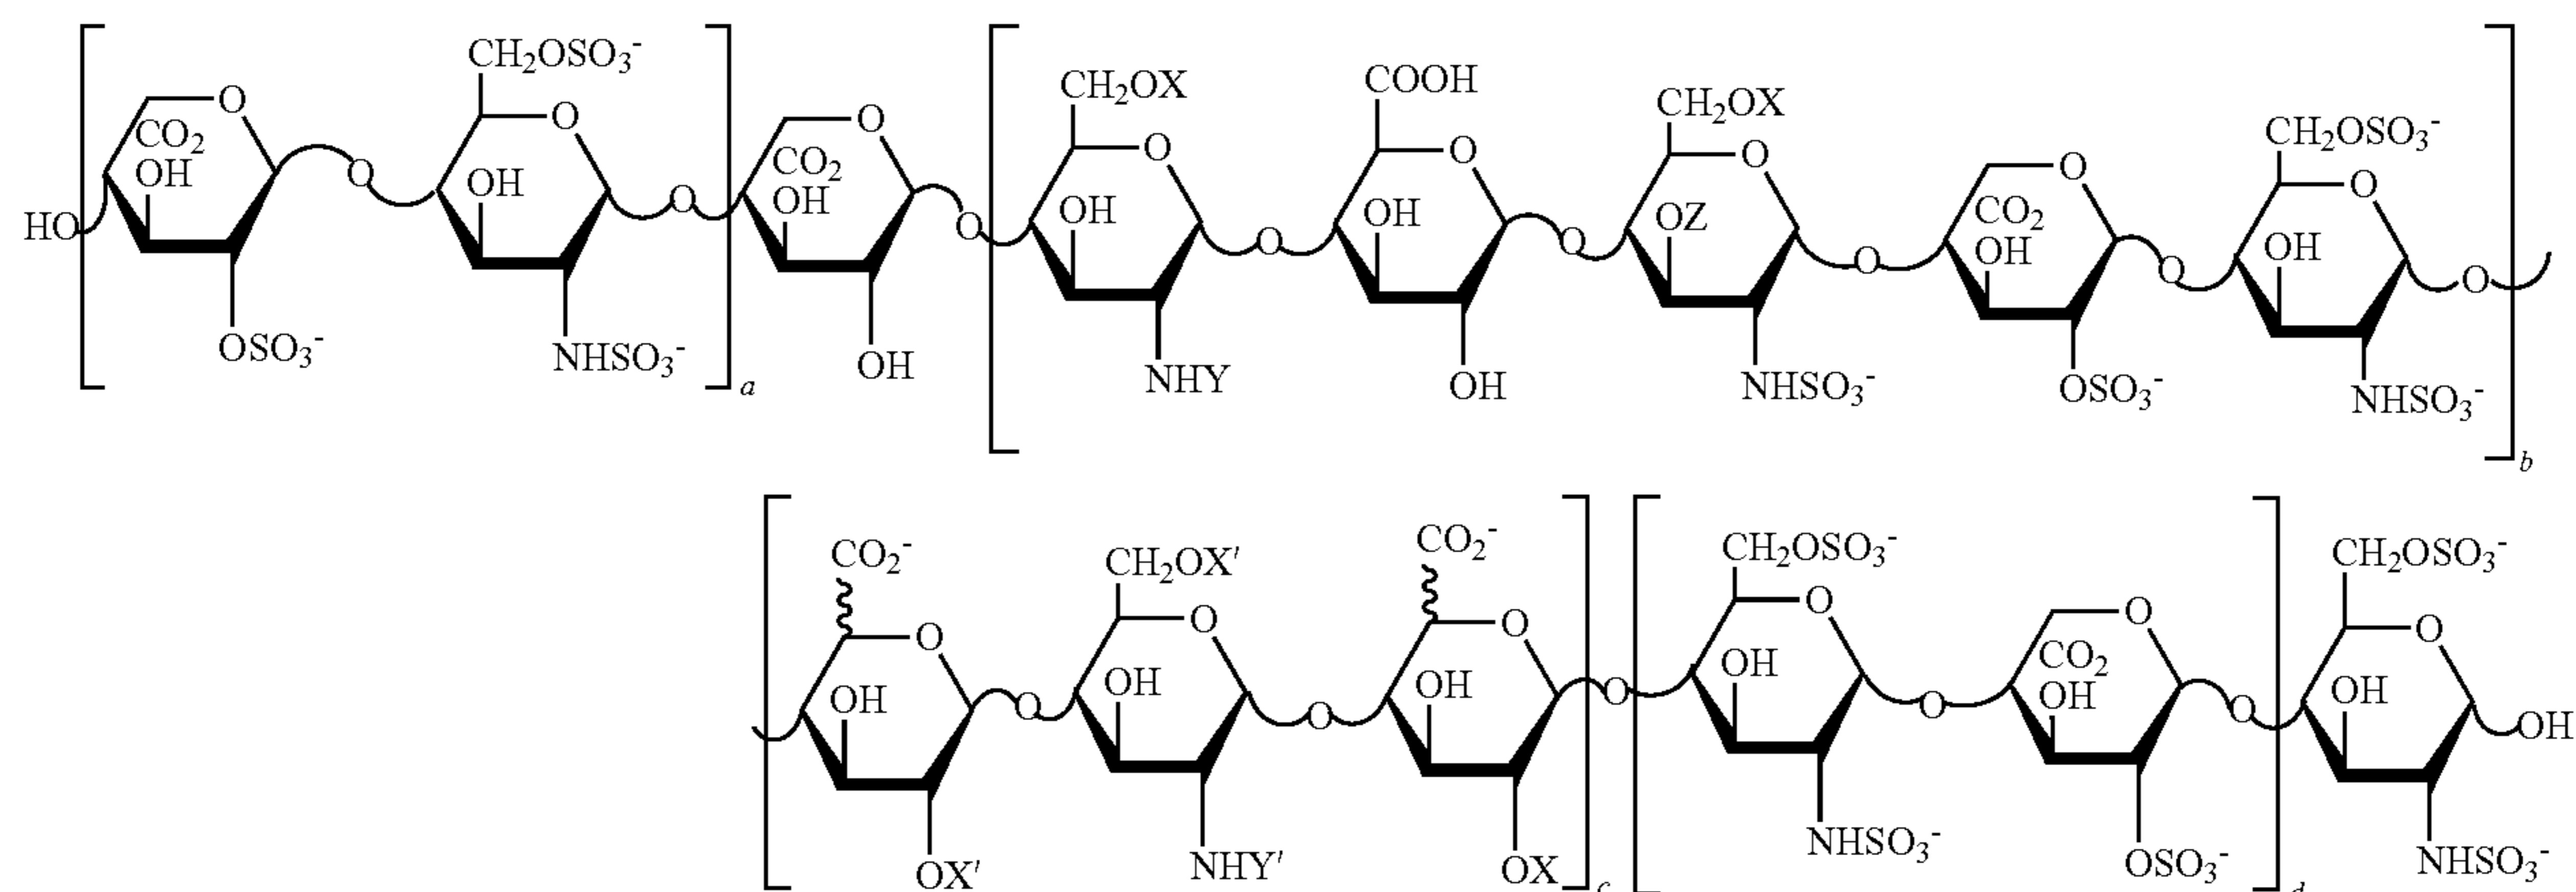 CH₂OSO₃⁻ CH₂OX COOH CH₂OX CH₂OSO₃⁻
O O O O O O O O
CO₂ CO₂ CO₂
OH OH OH OH OH OZ OH OH
HO O O O O O O O O O
OSO₃⁻ NHSO₃⁻ OH NHY OH NHSO₃⁻ OSO₃⁻ NHSO₃⁻
a b
CO₂⁻ CH₂OX' CO₂⁻ CH₂OSO₃⁻ CH₂OSO₃⁻
O O O O O O
CO₂
OH OH OH OH OH OH
O O O O O OH
OX' NHY' OX NHSO₃⁻ OSO₃⁻ NHSO₃⁻
c d